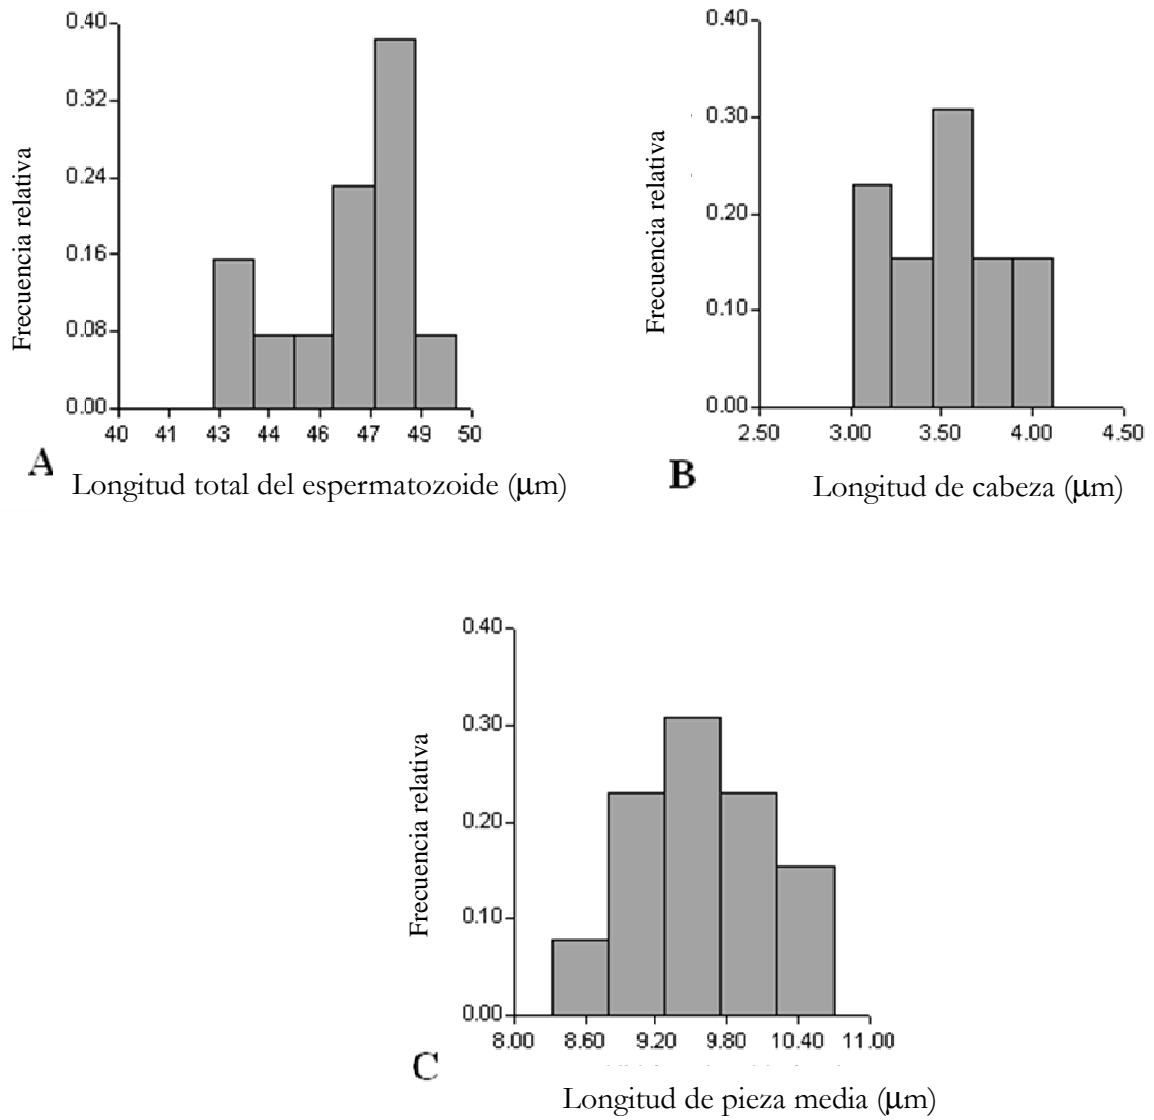 0.40
0.32
0.24
0.16
0.08
0.00
Frecuencia relativa
40 41 43 44 46 47 49 50
A
Longitud total del espermatozoide (μm)
0.40
0.30
0.20
0.10
0.00
Frecuencia relativa
2.50 3.00 3.50 4.00 4.50
B
Longitud de cabeza (μm)
0.40
0.30
0.20
0.10
0.00
Frecuencia relativa
8.00 8.60 9.20 9.80 10.40 11.00
C
Longitud de pieza media (μm)